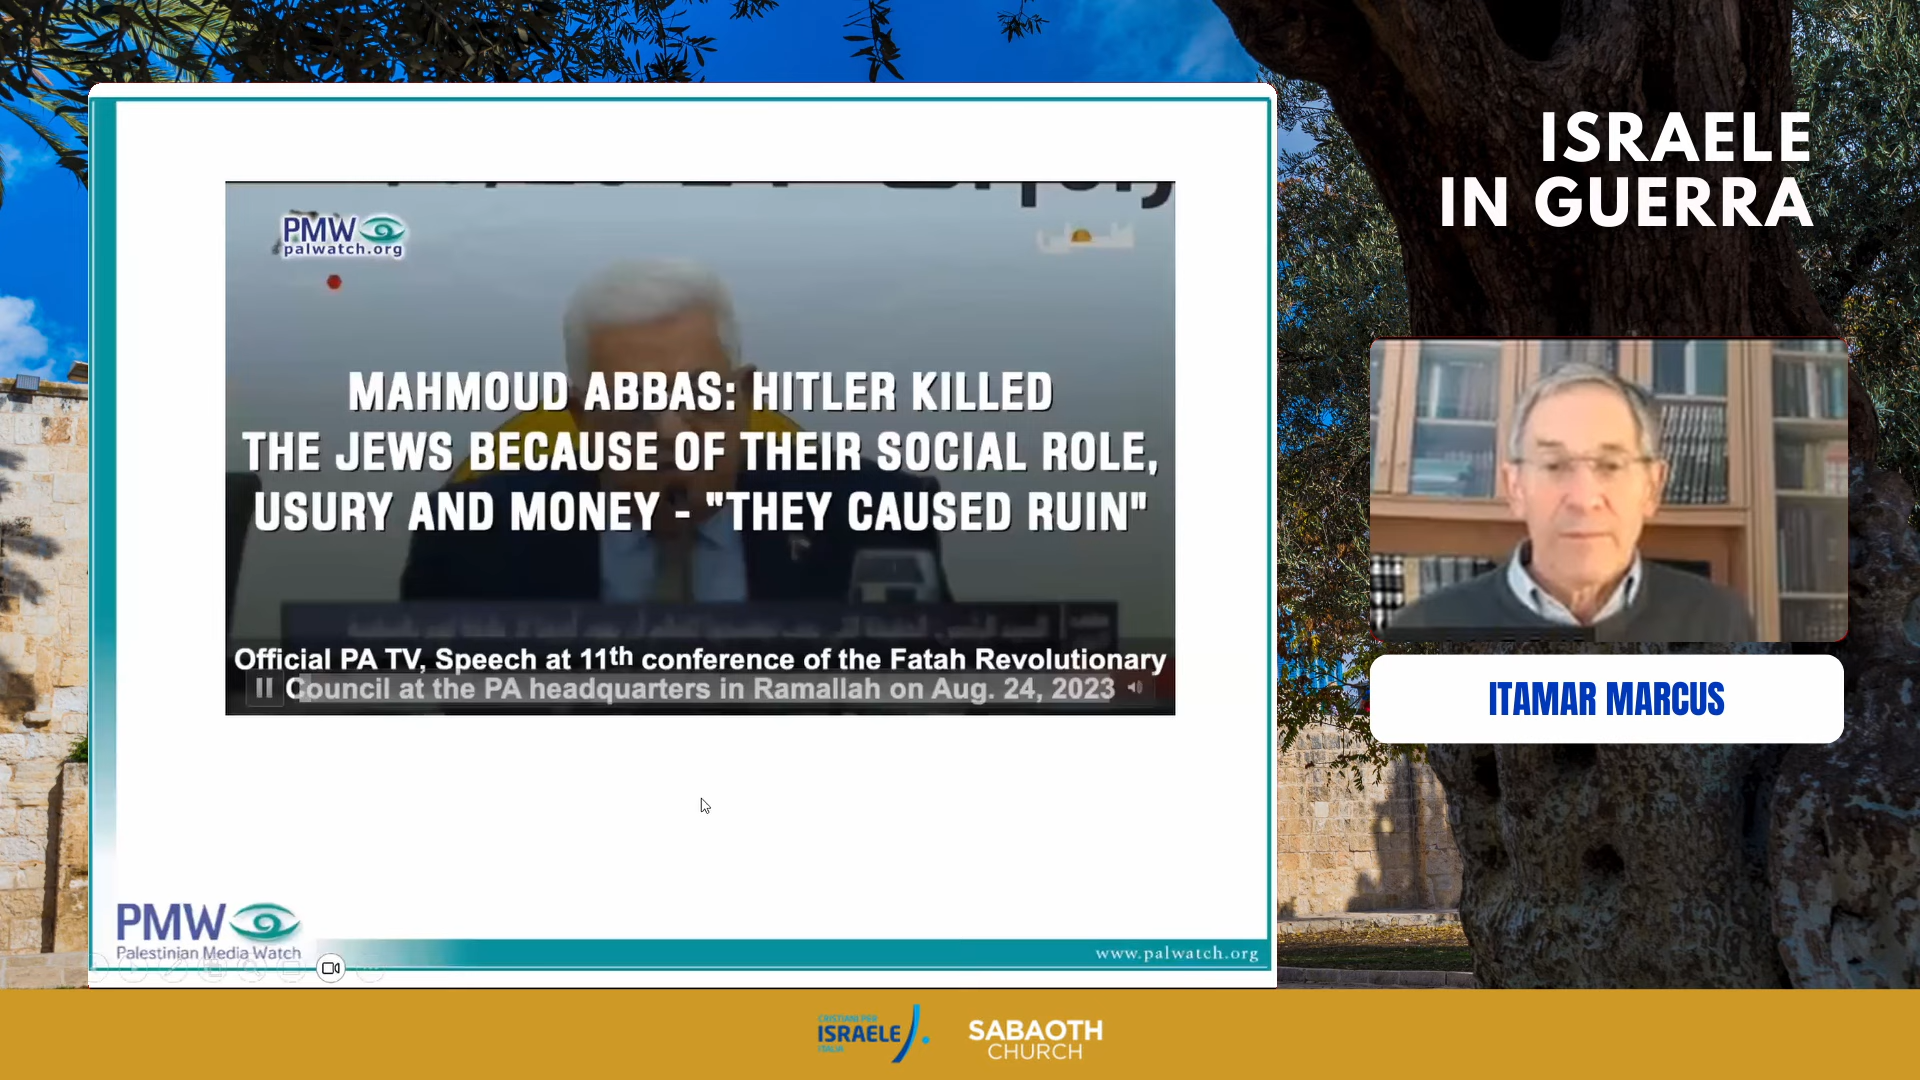 ISRAELE
IN GUERRA
PMW
palwatch.org
MAHMOUD ABBAS: HITLER KILLED
THE JEWS BECAUSE OF THEIR SOCIAL ROLE,
USURY AND MONEY - "THEY CAUSED RUIN"
Official PA TV, Speech at 11th conference of the Fatah Revolutionary
Council at the PA headquarters in Ramallah on Aug. 24, 2023
ITAMAR MARCUS
PMW
Palestinian Media Watch
www.palwatch.org
CRISTIANI PER
ISRAELE
ITALIA
SABAOTH
CHURCH